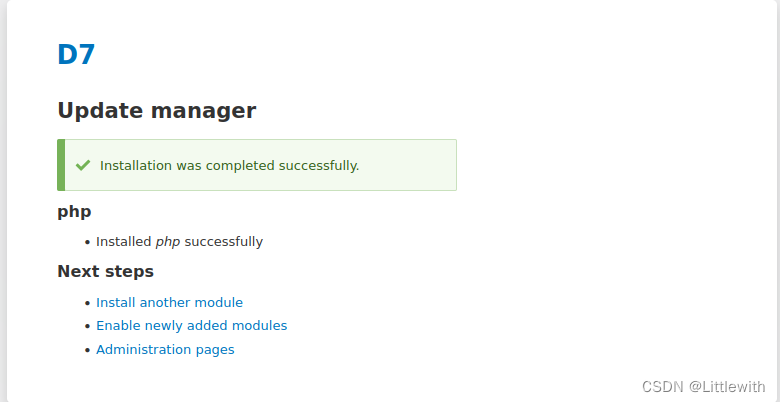 D7
Update manager
Installation was completed successfully.
php
Installed php successfully
Next steps
Install another module
Enable newly added modules
Administration pages
CSDN @Littlewith